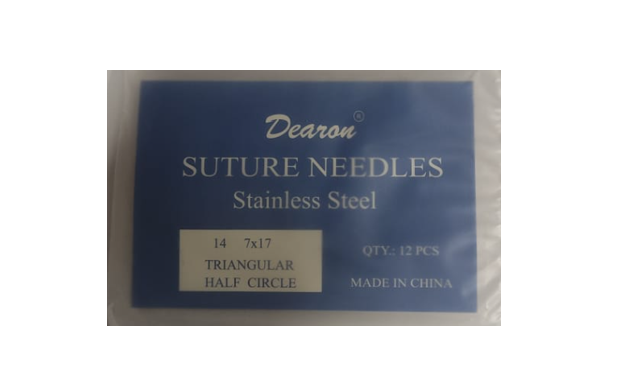 Dearon®
SUTURE NEEDLES
Stainless Steel
14 7x17
TRIANGULAR
HALF CIRCLE
QTY.: 12 PCS
MADE IN CHINA